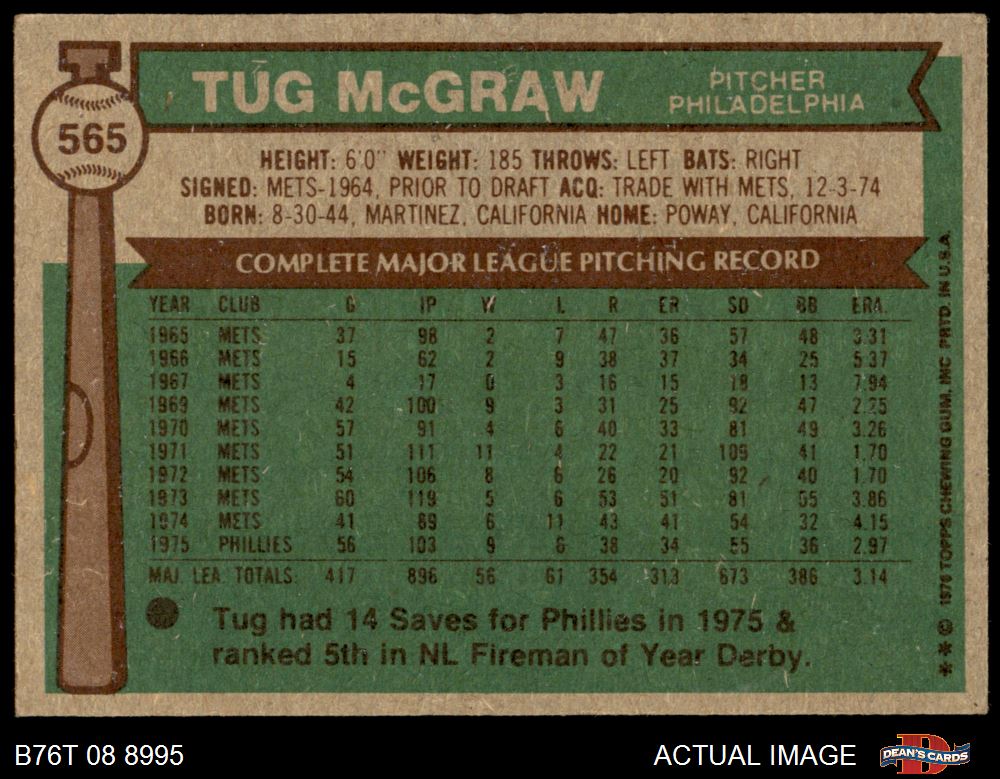 TUG McGRAW
PITCHER
PHILADELPHIA
565
HEIGHT: 6'0" WEIGHT: 185 THROWS: LEFT BATS: RIGHT
SIGNED: METS-1964, PRIOR TO DRAFT ACQ: TRADE WITH METS, 12-3-74
BORN: 8-30-44, MARTINEZ, CALIFORNIA HOME: POWAY, CALIFORNIA
COMPLETE MAJOR LEAGUE PITCHING RECORD
YEAR CLUB G IP W L R ER SO BB ERA
1965 METS 37 98 2 7 47 36 57 48 3.31
1966 METS 15 62 2 9 38 37 34 25 5.37
1967 METS 4 17 0 3 16 15 18 13 7.94
1969 METS 42 100 9 3 31 25 92 47 2.25
1970 METS 57 91 4 6 40 33 81 49 3.26
1971 METS 51 111 11 4 22 21 109 41 1.70
1972 METS 54 106 8 6 26 20 92 40 1.70
1973 METS 60 119 5 6 53 51 81 55 3.86
1974 METS 41 89 6 11 43 41 54 32 4.15
1975 PHILLIES 56 103 9 6 38 34 55 36 2.97
MAJ. LEA. TOTALS: 417 896 56 61 354 313 673 386 3.14
Tug had 14 Saves for Phillies in 1975 &
ranked 5th in NL Fireman of Year Derby.
** © 1976 TOPPS CHEWING GUM, INC. PRTD. IN U.S.A.
B76T 08 8995
ACTUAL IMAGE
DEAN'S CARDS